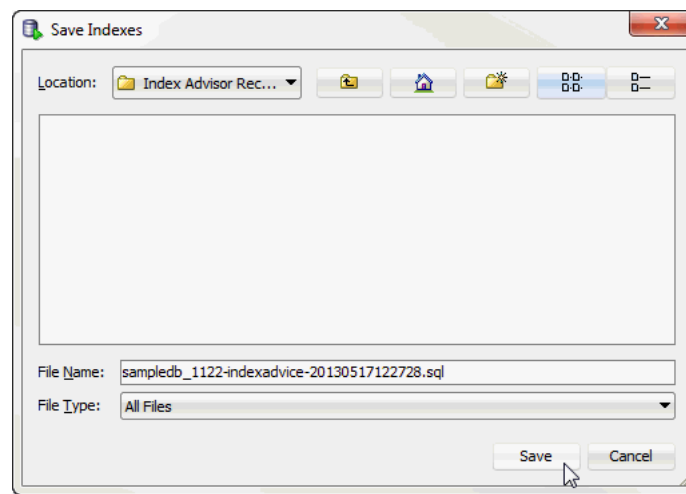 Save Indexes
Location: Index Advisor Rec...
File Name: sampledb_1122-indexadvice-20130517122728.sql
File Type: All Files
Save Cancel